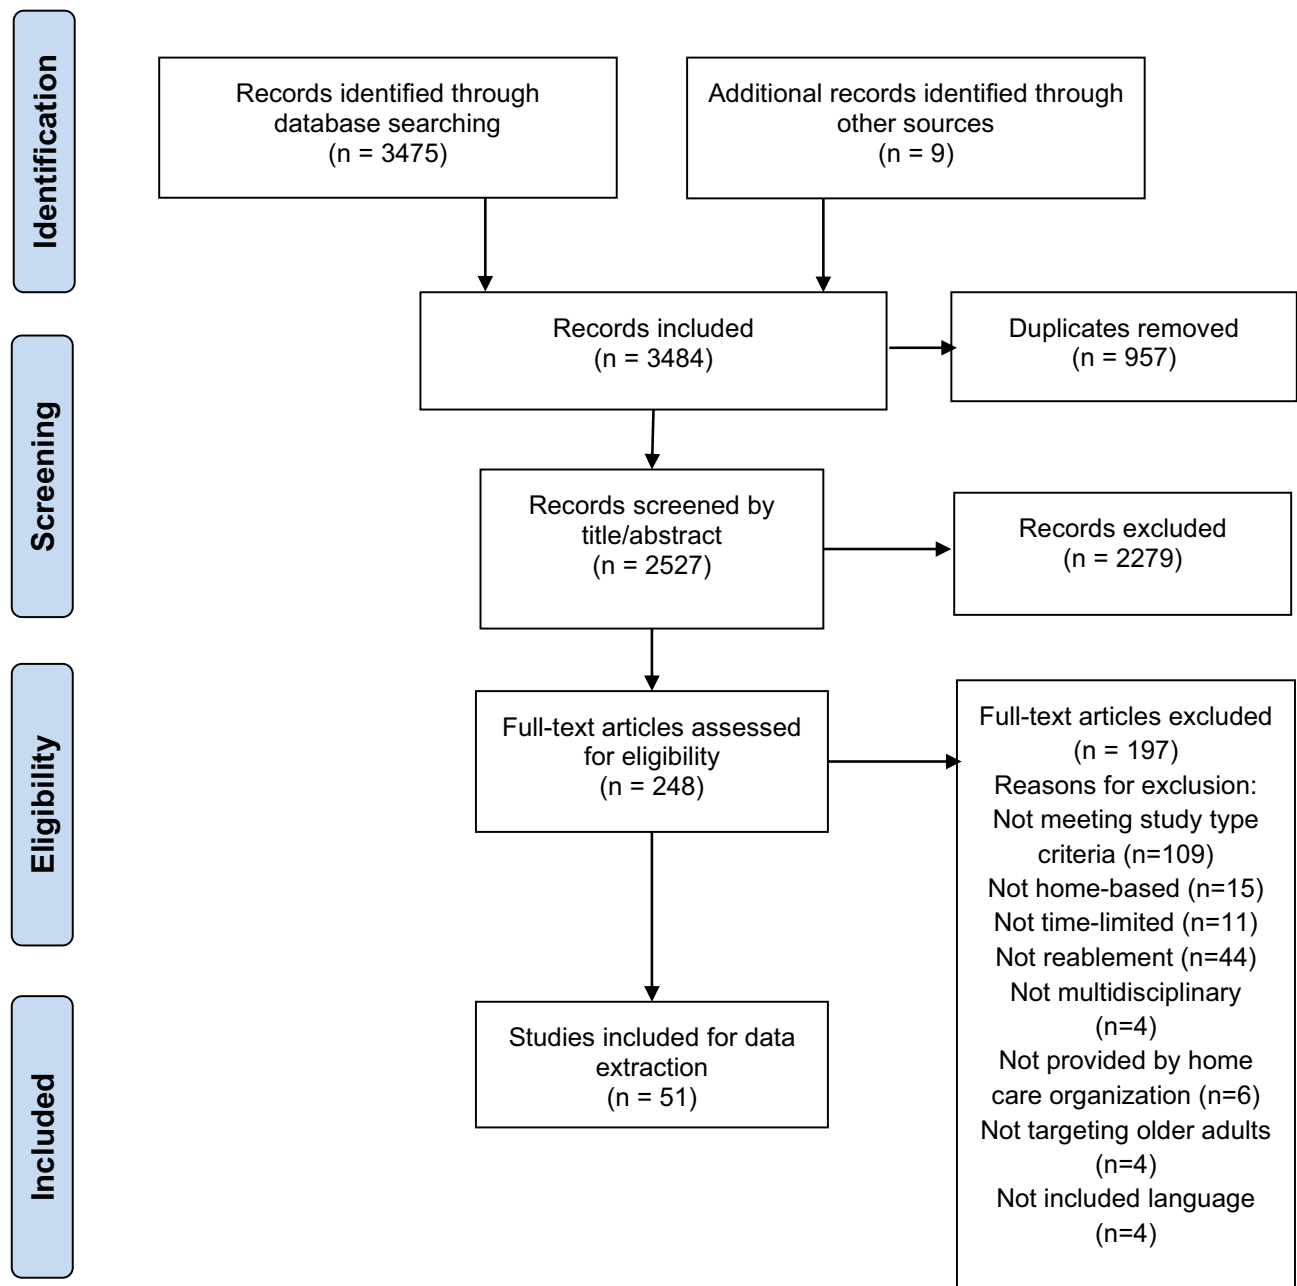 Identification
Records identified through
database searching
(n = 3475)
Additional records identified through
other sources
(n = 9)
Records included
(n = 3484)
Duplicates removed
(n = 957)
Screening
Records screened by
title/abstract
(n = 2527)
Records excluded
(n = 2279)
Eligibility
Full-text articles assessed
for eligibility
(n = 248)
Full-text articles excluded
(n = 197)
Reasons for exclusion:
Not meeting study type
criteria (n=109)
Not home-based (n=15)
Not time-limited (n=11)
Not reablement (n=44)
Not multidisciplinary
(n=4)
Not provided by home
care organization (n=6)
Not targeting older adults
(n=4)
Not included language
(n=4)
Included
Studies included for data
extraction
(n = 51)